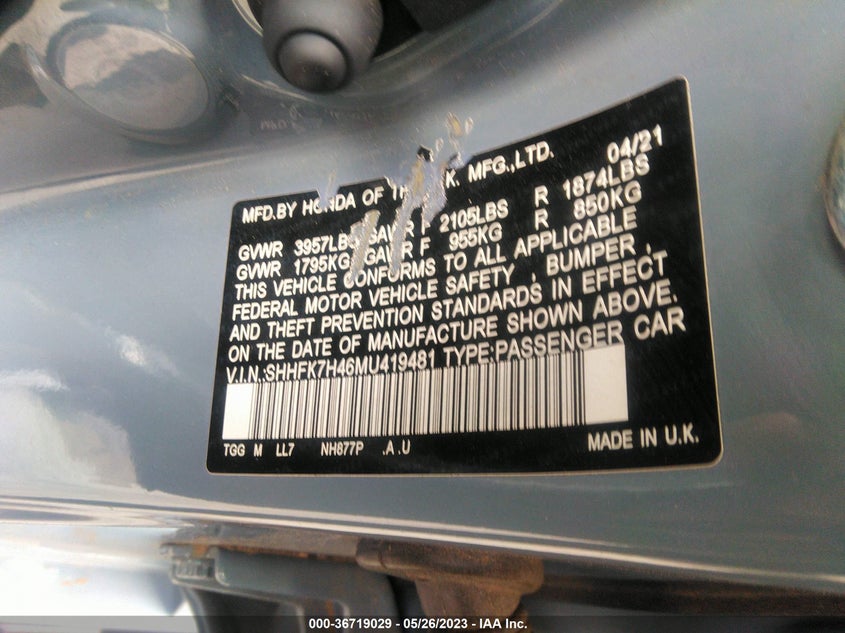 MFD.BY HONDA OF TH K. MFG.,LTD. 04/21
GVWR 3957LBS GAWR F 2105LBS R 1874LBS
GVWR 1795KG GAWR F 955KG R 850KG
THIS VEHICLE CONFORMS TO ALL APPLICABLE
FEDERAL MOTOR VEHICLE SAFETY , BUMPER ,
AND THEFT PREVENTION STANDARDS IN EFFECT
ON THE DATE OF MANUFACTURE SHOWN ABOVE.
V.I.N.:SHHFK7H46MU419481 TYPE:PASSENGER CAR
TGG M LL7 NH877P .A .U MADE IN U.K.
000-36719029 — 05/26/2023 — IAA Inc.